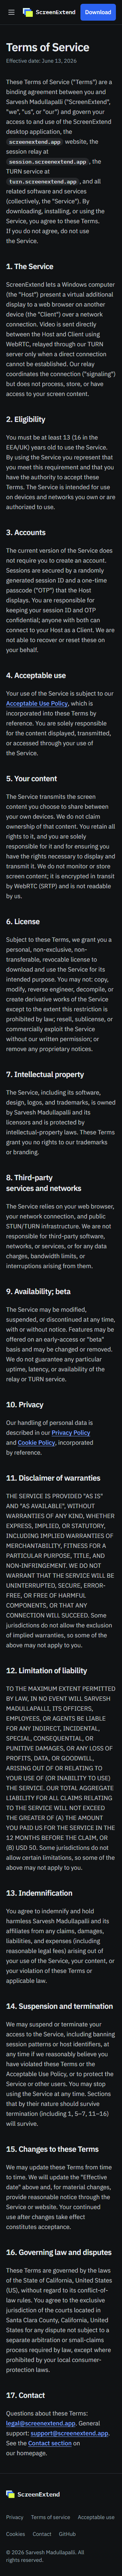 ScreenExtend
Download
Terms of Service
Effective date: June 13, 2026
These Terms of Service ("Terms") are a
binding agreement between you and
Sarvesh Madullapalli ("ScreenExtend",
"we", "us", or "our") and govern your
access to and use of the ScreenExtend
desktop application, the
screenextend.app website, the
session relay at
session.screenextend.app, the
TURN service at
turn.screenextend.app, and all
related software and services
(collectively, the "Service"). By
downloading, installing, or using the
Service, you agree to these Terms.
If you do not agree, do not use
the Service.
1. The Service
ScreenExtend lets a Windows computer
(the "Host") present a virtual additional
display to a web browser on another
device (the "Client") over a network
connection. Video is sent directly
between the Host and Client using
WebRTC, relayed through our TURN
server only when a direct connection
cannot be established. Our relay
coordinates the connection ("signaling")
but does not process, store, or have
access to your screen content.
2. Eligibility
You must be at least 13 (16 in the
EEA/UK) years old to use the Service.
By using the Service you represent that
you meet this requirement and that you
have the authority to accept these
Terms. The Service is intended for use
on devices and networks you own or are
authorized to use.
3. Accounts
The current version of the Service does
not require you to create an account.
Sessions are secured by a randomly
generated session ID and a one-time
passcode ("OTP") that the Host
displays. You are responsible for
keeping your session ID and OTP
confidential; anyone with both can
connect to your Host as a Client. We are
not able to recover or reset these on
your behalf.
4. Acceptable use
Your use of the Service is subject to our
Acceptable Use Policy, which is
incorporated into these Terms by
reference. You are solely responsible
for the content displayed, transmitted,
or accessed through your use of
the Service.
5. Your content
The Service transmits the screen
content you choose to share between
your own devices. We do not claim
ownership of that content. You retain all
rights to it, and you are solely
responsible for it and for ensuring you
have the rights necessary to display and
transmit it. We do not monitor or store
screen content; it is encrypted in transit
by WebRTC (SRTP) and is not readable
by us.
6. License
Subject to these Terms, we grant you a
personal, non-exclusive, non-
transferable, revocable license to
download and use the Service for its
intended purpose. You may not: copy,
modify, reverse engineer, decompile, or
create derivative works of the Service
except to the extent this restriction is
prohibited by law; resell, sublicense, or
commercially exploit the Service
without our written permission; or
remove any proprietary notices.
7. Intellectual property
The Service, including its software,
design, logos, and trademarks, is owned
by Sarvesh Madullapalli and its
licensors and is protected by
intellectual-property laws. These Terms
grant you no rights to our trademarks
or branding.
8. Third-party
services and networks
The Service relies on your web browser,
your network connection, and public
STUN/TURN infrastructure. We are not
responsible for third-party software,
networks, or services, or for any data
charges, bandwidth limits, or
interruptions arising from them.
9. Availability; beta
The Service may be modified,
suspended, or discontinued at any time,
with or without notice. Features may be
offered on an early-access or "beta"
basis and may be changed or removed.
We do not guarantee any particular
uptime, latency, or availability of the
relay or TURN service.
10. Privacy
Our handling of personal data is
described in our Privacy Policy
and Cookie Policy, incorporated
by reference.
11. Disclaimer of warranties
THE SERVICE IS PROVIDED "AS IS"
AND "AS AVAILABLE", WITHOUT
WARRANTIES OF ANY KIND, WHETHER
EXPRESS, IMPLIED, OR STATUTORY,
INCLUDING IMPLIED WARRANTIES OF
MERCHANTABILITY, FITNESS FOR A
PARTICULAR PURPOSE, TITLE, AND
NON-INFRINGEMENT. WE DO NOT
WARRANT THAT THE SERVICE WILL BE
UNINTERRUPTED, SECURE, ERROR-
FREE, OR FREE OF HARMFUL
COMPONENTS, OR THAT ANY
CONNECTION WILL SUCCEED. Some
jurisdictions do not allow the exclusion
of implied warranties, so some of the
above may not apply to you.
12. Limitation of liability
TO THE MAXIMUM EXTENT PERMITTED
BY LAW, IN NO EVENT WILL SARVESH
MADULLAPALLI, ITS OFFICERS,
EMPLOYEES, OR AGENTS BE LIABLE
FOR ANY INDIRECT, INCIDENTAL,
SPECIAL, CONSEQUENTIAL, OR
PUNITIVE DAMAGES, OR ANY LOSS OF
PROFITS, DATA, OR GOODWILL,
ARISING OUT OF OR RELATING TO
YOUR USE OF (OR INABILITY TO USE)
THE SERVICE. OUR TOTAL AGGREGATE
LIABILITY FOR ALL CLAIMS RELATING
TO THE SERVICE WILL NOT EXCEED
THE GREATER OF (A) THE AMOUNT
YOU PAID US FOR THE SERVICE IN THE
12 MONTHS BEFORE THE CLAIM, OR
(B) USD 50. Some jurisdictions do not
allow certain limitations, so some of the
above may not apply to you.
13. Indemnification
You agree to indemnify and hold
harmless Sarvesh Madullapalli and its
affiliates from any claims, damages,
liabilities, and expenses (including
reasonable legal fees) arising out of
your use of the Service, your content, or
your violation of these Terms or
applicable law.
14. Suspension and termination
We may suspend or terminate your
access to the Service, including banning
session patterns or host identifiers, at
any time if we reasonably believe you
have violated these Terms or the
Acceptable Use Policy, or to protect the
Service or other users. You may stop
using the Service at any time. Sections
that by their nature should survive
termination (including 1, 5–7, 11–16)
will survive.
15. Changes to these Terms
We may update these Terms from time
to time. We will update the "Effective
date" above and, for material changes,
provide reasonable notice through the
Service or website. Your continued
use after changes take effect
constitutes acceptance.
16. Governing law and disputes
These Terms are governed by the laws
of the State of California, United States
(US), without regard to its conflict-of-
law rules. You agree to the exclusive
jurisdiction of the courts located in
Santa Clara County, California, United
States for any dispute not subject to a
separate arbitration or small-claims
process required by law, except where
prohibited by your local consumer-
protection laws.
17. Contact
Questions about these Terms:
legal@screenextend.app. General
support: support@screenextend.app.
See the Contact section on
our homepage.
ScreenExtend
Privacy Terms of service Acceptable use
Cookies Contact GitHub
© 2026 Sarvesh Madullapalli. All
rights reserved.